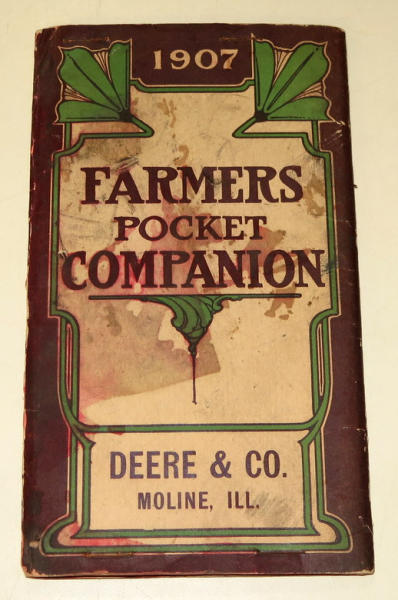 1907
FARMERS
POCKET
COMPANION
DEERE & CO.
MOLINE, ILL.